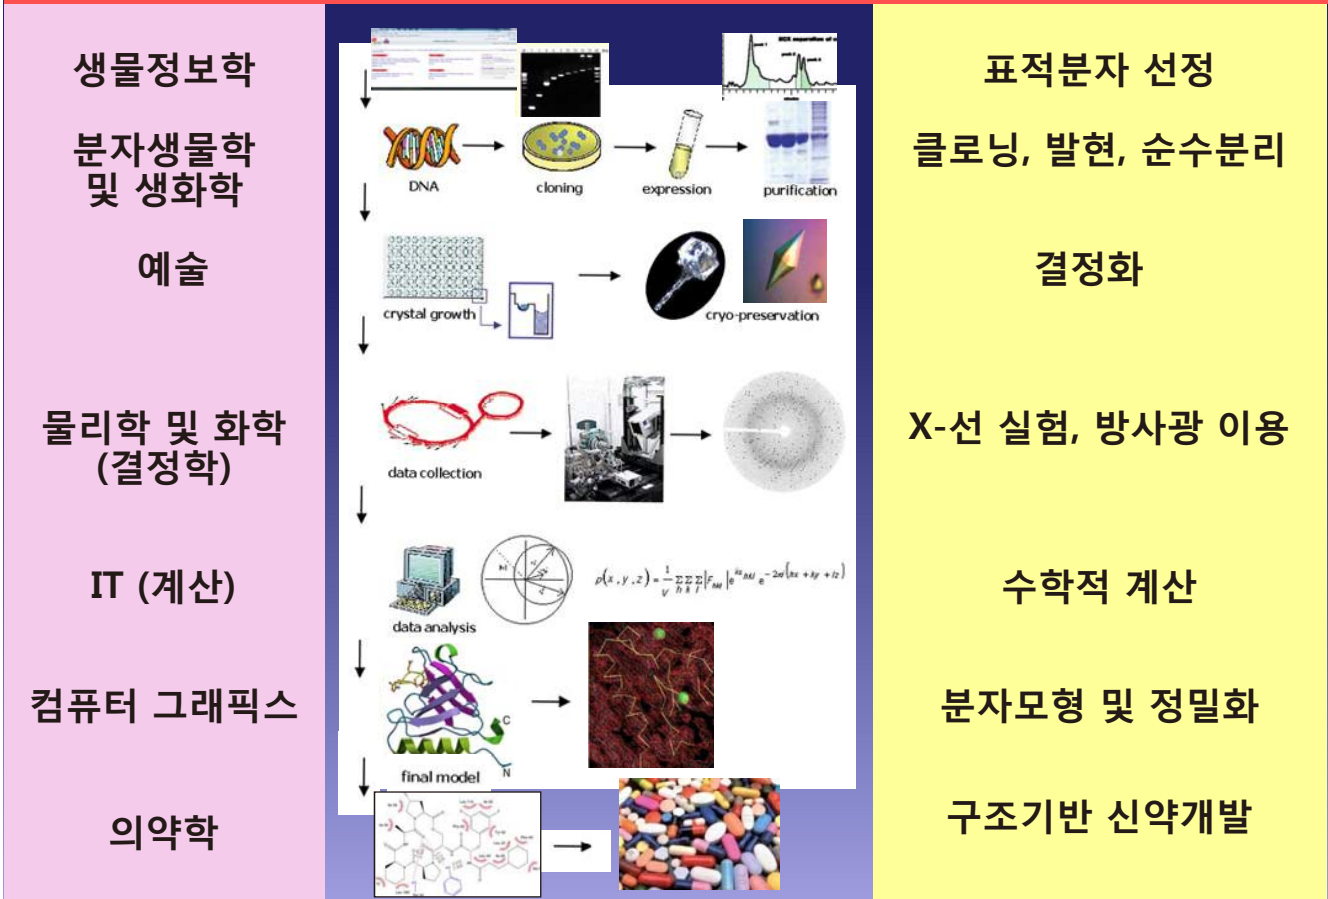 생물정보학
표적분자 선정
분자생물학
및 생화학
클로닝, 발현, 순수분리
DNA
cloning
expression
purification
예술
결정화
crystal growth
cryo-preservation
물리학 및 화학
(결정학)
X-선 실험, 방사광 이용
data collection
IT (계산)
수학적 계산
data analysis
컴퓨터 그래픽스
분자모형 및 정밀화
C
N
final model
의약학
구조기반 신약개발